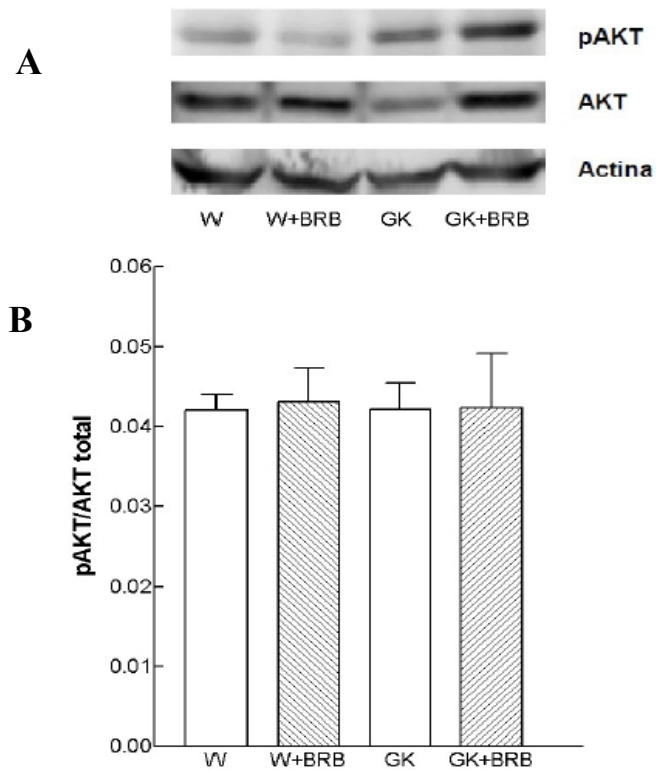 A
pAKT
AKT
Actina
W W+BRB GK GK+BRB
B
pAKT/AKT total
0.06
0.05
0.04
0.03
0.02
0.01
0.00
W W+BRB GK GK+BRB